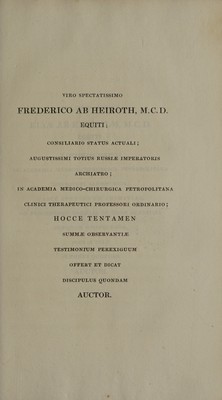 VIRO SPECTATISSIMO
FREDERICO AB HEIROTH, M.C.D.
EQUITI;
CONSILIARIO STATUS ACTUALI;
AUGUSTISSIMI TOTIUS RUSSIÆ IMPERATORIS
ARCHIATRO;
IN ACADEMIA MEDICO-CHIRURGICA PETROPOLITANA
CLINICI THERAPEUTICI PROFESSORI ORDINARIO;
HOCCE TENTAMEN
SUMMÆ OBSERVANTIÆ
TESTIMONIUM PEREXIGUUM
OFFERT ET DICAT
DISCIPULUS QUONDAM
AUCTOR.